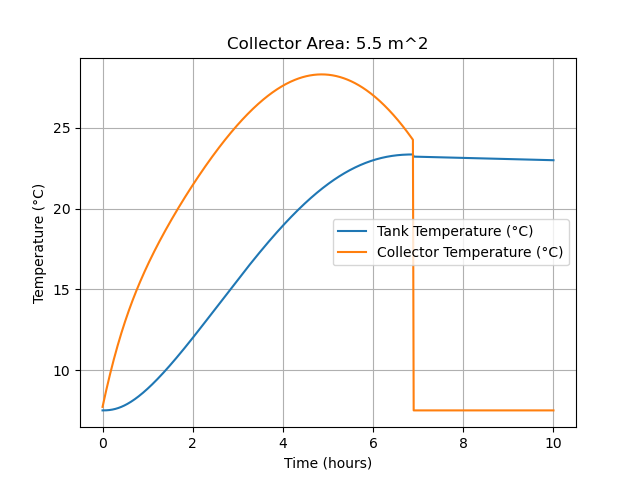 Collector Area: 5.5 m^2
Temperature (°C)
25
20
15
10
Tank Temperature (°C)
Collector Temperature (°C)
0 2 4 6 8 10
Time (hours)